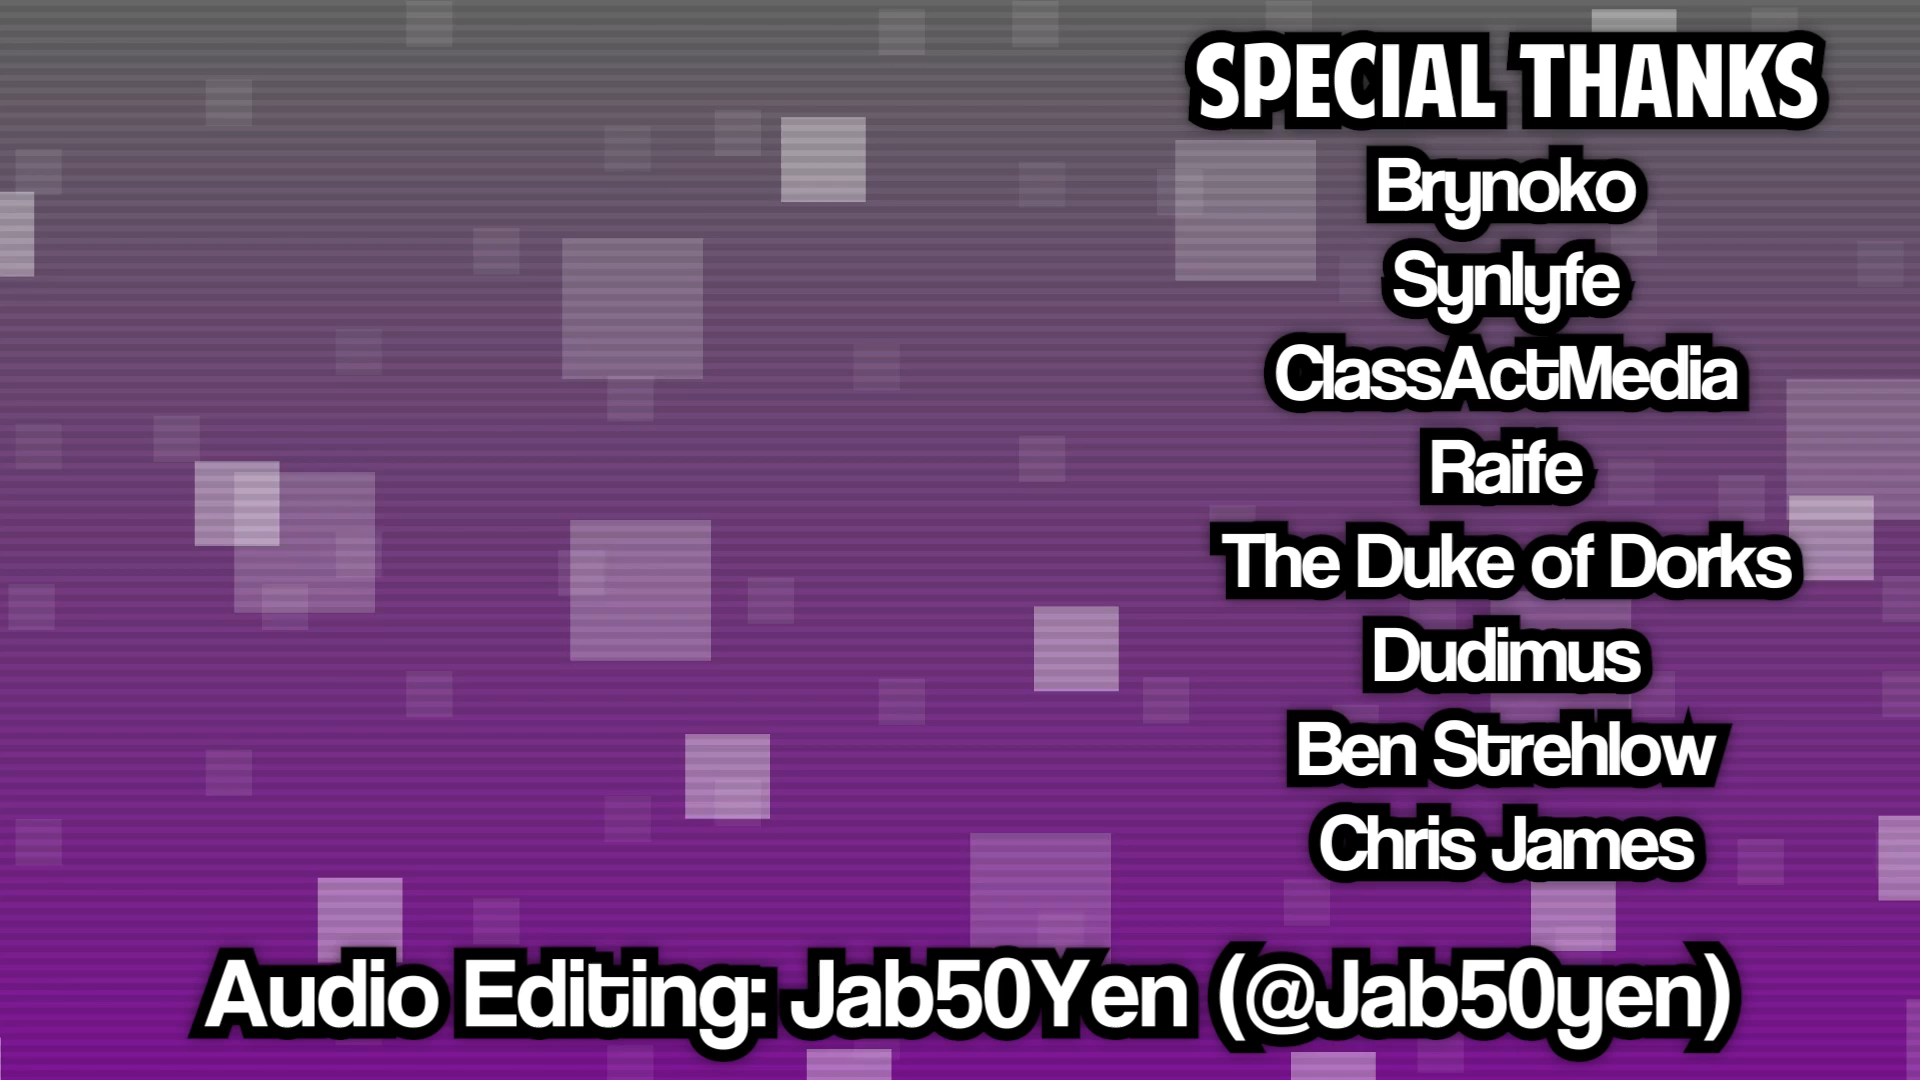 SPECIAL THANKS
Brynoko
Synlyfe
ClassActMedia
Raife
The Duke of Dorks
Dudimus
Ben Strehlow
Chris James
Audio Editing: Jab50Yen (@Jab50yen)